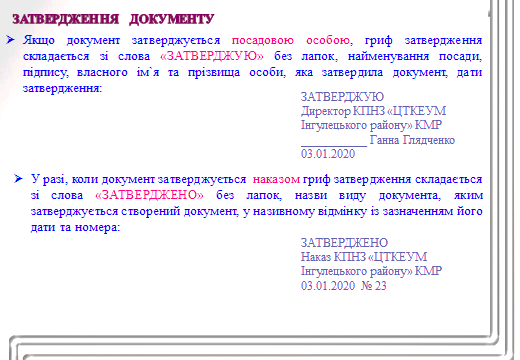 ЗАТВЕРДЖЕННЯ ДОКУМЕНТУ
Якщо документ затверджується посадовою особою, гриф затвердження
складається зі слова «ЗАТВЕРДЖУЮ» без лапок, найменування посади,
підпису, власного ім`я та прізвища особи, яка затвердила документ, дати
затвердження:
ЗАТВЕРДЖУЮ
Директор КПНЗ «ЦТКЕУМ
Інгулецького району» КМР
___________ Ганна Глядченко
03.01.2020
У разі, коли документ затверджується наказом гриф затвердження складається
зі слова «ЗАТВЕРДЖЕНО» без лапок, назви виду документа, яким
затверджується створений документ, у називному відмінку із зазначенням його
дати та номера:
ЗАТВЕРДЖЕНО
Наказ КПНЗ «ЦТКЕУМ
Інгулецького району» КМР
03.01.2020 № 23